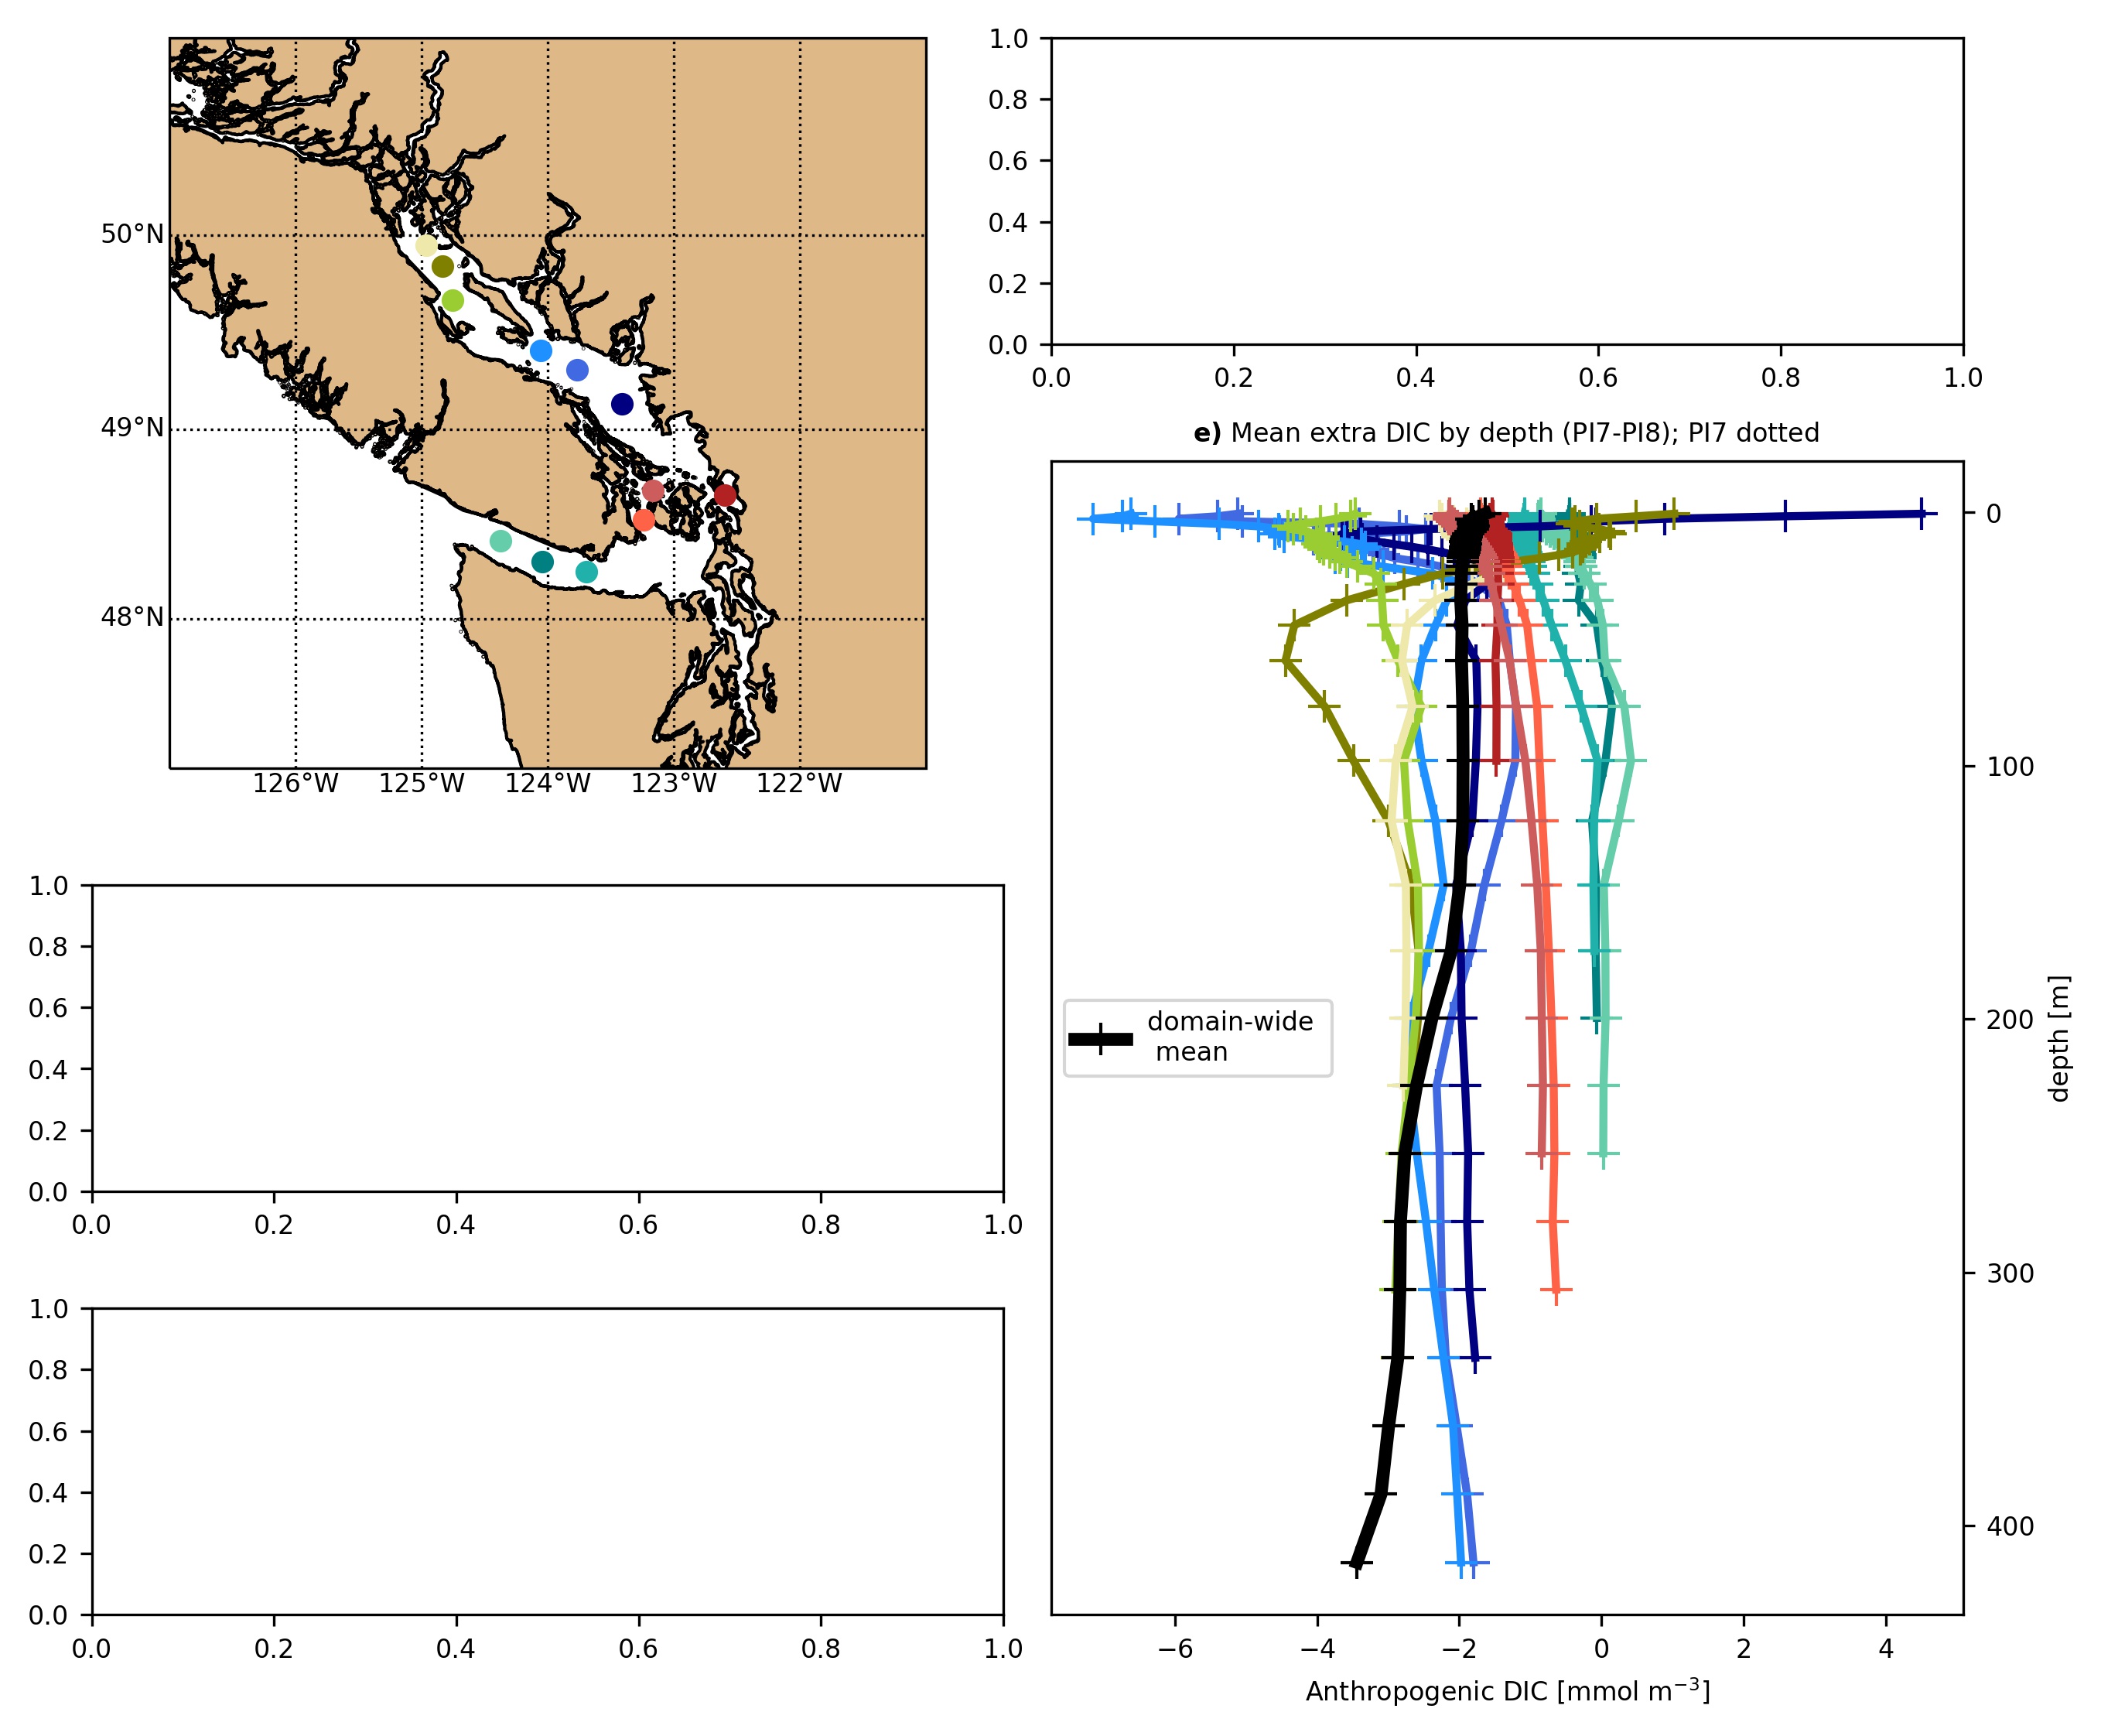 50°N
49°N
48°N
126°W 125°W 124°W 123°W 122°W
1.0
0.8
0.6
0.4
0.2
0.0
0.0 0.2 0.4 0.6 0.8 1.0
e) Mean extra DIC by depth (PI7-PI8); PI7 dotted
0
100
200
300
400
depth [m]
domain-wide
mean
−6 −4 −2 0 2 4
Anthropogenic DIC [mmol m⁻³]
1.0
0.8
0.6
0.4
0.2
0.0
0.0 0.2 0.4 0.6 0.8 1.0
1.0
0.8
0.6
0.4
0.2
0.0
0.0 0.2 0.4 0.6 0.8 1.0